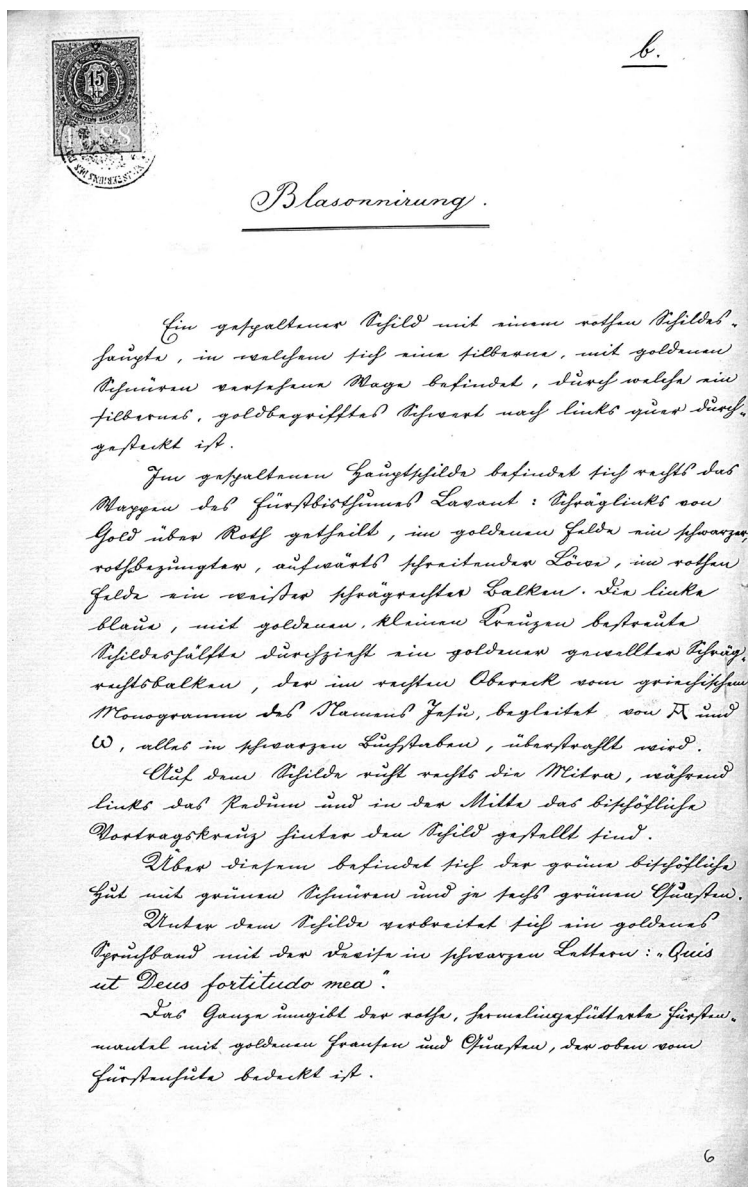 b.
15
kr
1888
Blasonnirung.
Ein gespaltener Schild mit einem rothen Schildes-
haupte, in welchem sich eine silberne, mit goldenen
Schnüren versehene Wage befindet, durch welche ein
silbernes, goldbegrifftes Schwert nach links quer durch-
gesteckt ist.
Im gespaltenen Hauptschilde befindet sich rechts das
Wappen des Fürstbisthumes Lavant: Schräglinks von
Gold über Roth getheilt, im goldenen Felde ein schwarzer,
rothbezungter, aufwärts schreitender Löwe, im rothen
Felde ein weißer schrägrechter Balken. Die linke
blaue, mit goldenen, kleinen Kreuzen bestreute
Schildeshälfte durchzieht ein goldener gewellter Schräg-
rechtsbalken, der im rechten Obereck vom griechischen
Monogramm des Namens Jesu, begleitet von A und
ω, alles in schwarzen Buchstaben, überstrahlt wird.
Auf dem Schilde ruht rechts die Mitra, während
links das Pedum und in der Mitte das bischöfliche
Vortragskreuz hinter den Schild gestellt sind.
Über diesem befindet sich der grüne bischöfliche
Hut mit grünen Schnüren und je sechs grünen Quasten.
Unter dem Schilde verbreitet sich ein goldenes
Spruchband mit der Devise in schwarzen Lettern: „Quis
ut Deus fortitudo mea".
Das Ganze umgibt der rothe, hermelingefütterte Fürsten-
mantel mit goldenen Fransen und Quasten, der oben vom
Fürstenhute bedeckt ist.
6